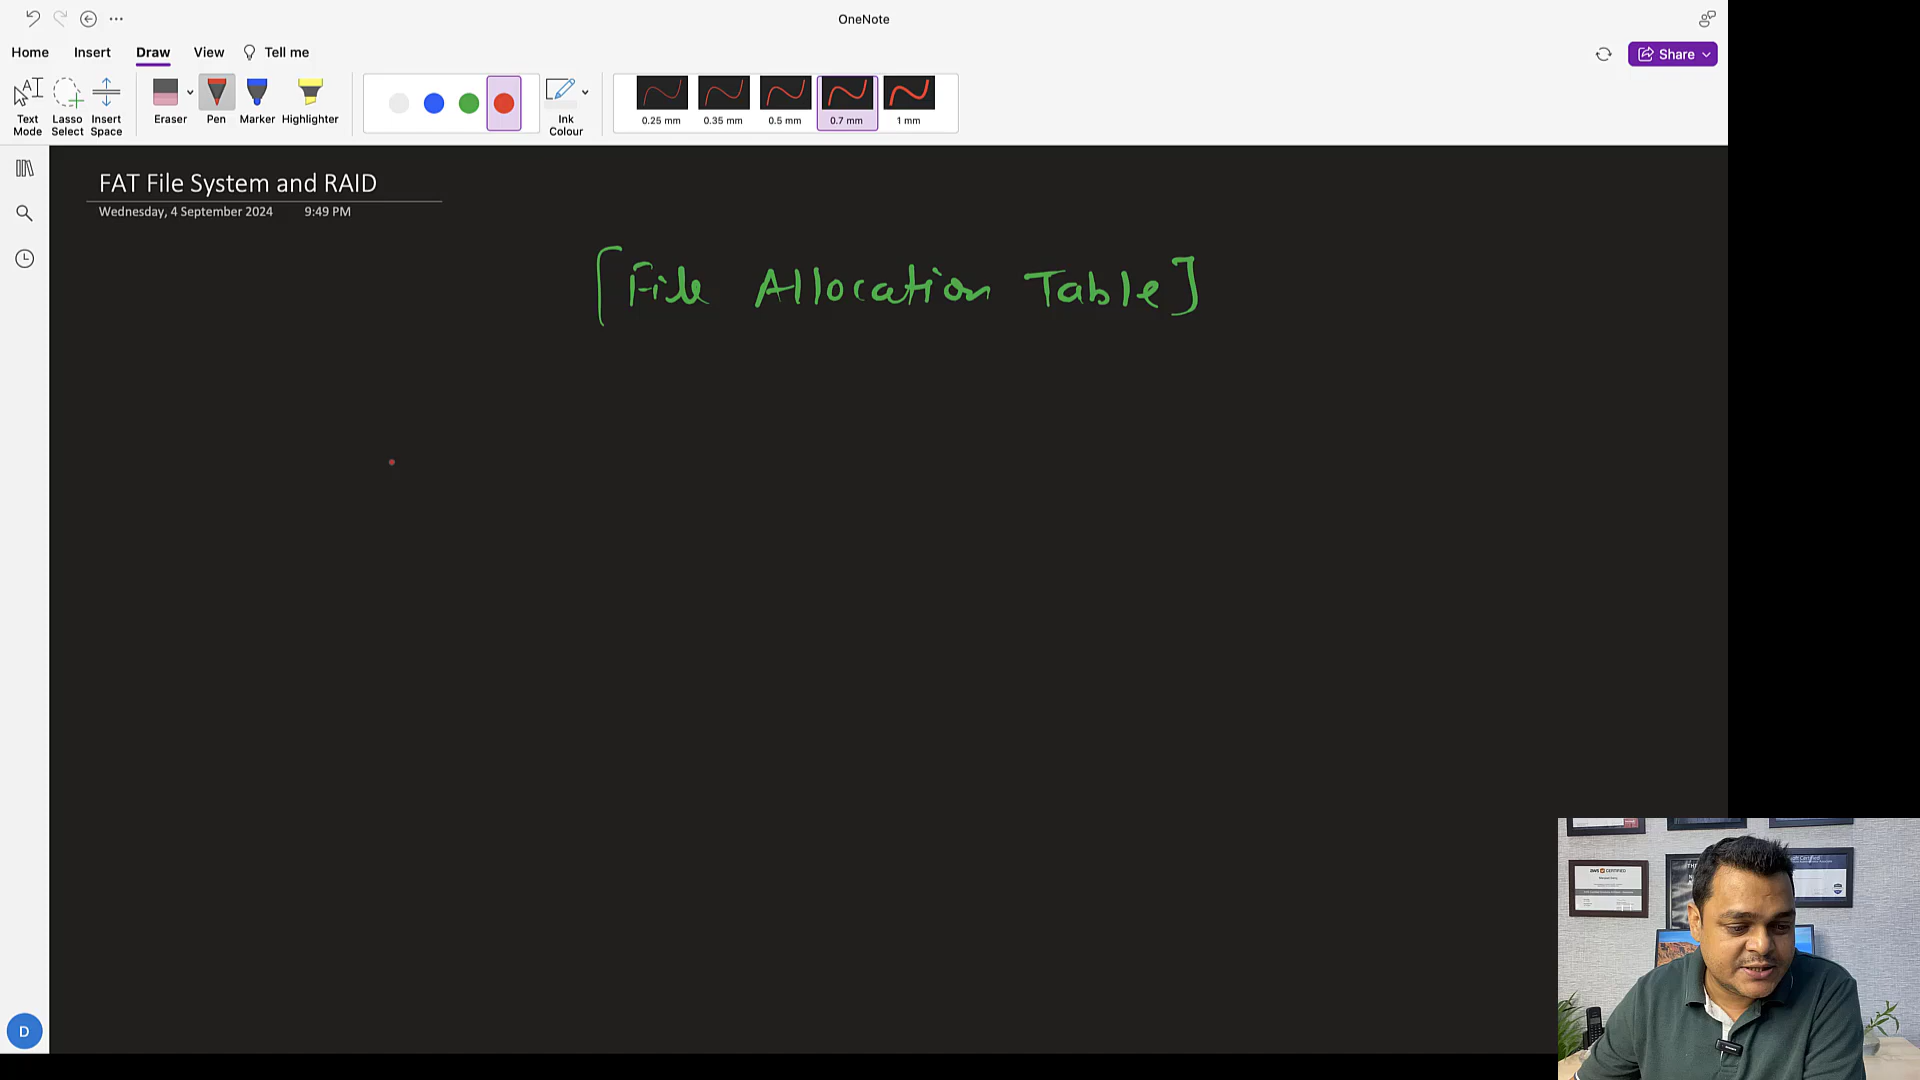 OneNote
Home Insert Draw View Tell me
Share
Text Mode
Lasso Select
Insert Space
Eraser
Pen
Marker
Highlighter
Ink Colour
0.25 mm
0.35 mm
0.5 mm
0.7 mm
1 mm
FAT File System and RAID
Wednesday, 4 September 2024 9:49 PM
[File Allocation Table]
D
aws CERTIFIED